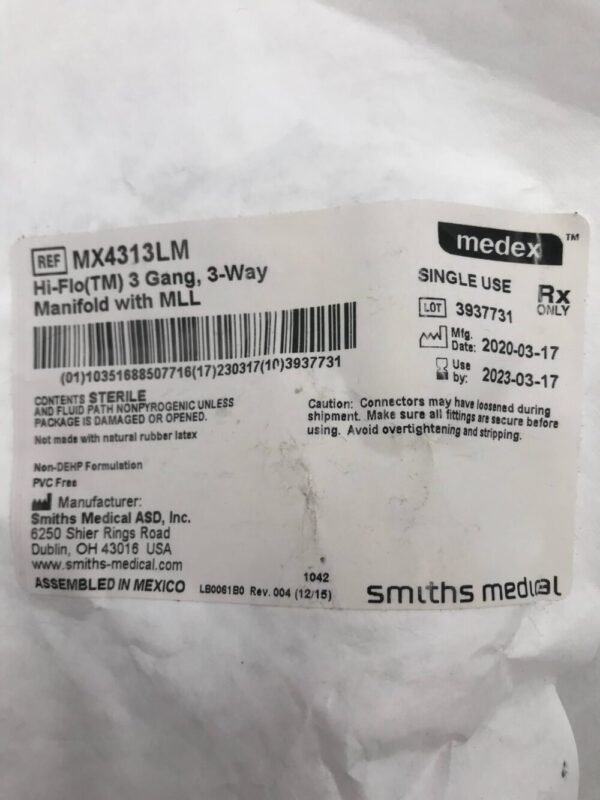 REF MX4313LM
Hi-Flo(TM) 3 Gang, 3-Way
Manifold with MLL
(01)10351688507716(17)230317(10)3937731
CONTENTS STERILE
AND FLUID PATH NONPYROGENIC UNLESS
PACKAGE IS DAMAGED OR OPENED.
Not made with natural rubber latex
Non-DEHP Formulation
PVC Free
Manufacturer:
Smiths Medical ASD, Inc.
6250 Shier Rings Road
Dublin, OH 43016 USA
www.smiths-medical.com
ASSEMBLED IN MEXICO
LB0061B0 Rev. 004 (12/15)
1042
medex TM
SINGLE USE
Rx
ONLY
LOT 3937731
Mfg.
Date: 2020-03-17
Use
by: 2023-03-17
Caution: Connectors may have loosened during
shipment. Make sure all fittings are secure before
using. Avoid overtightening and stripping.
smiths medical